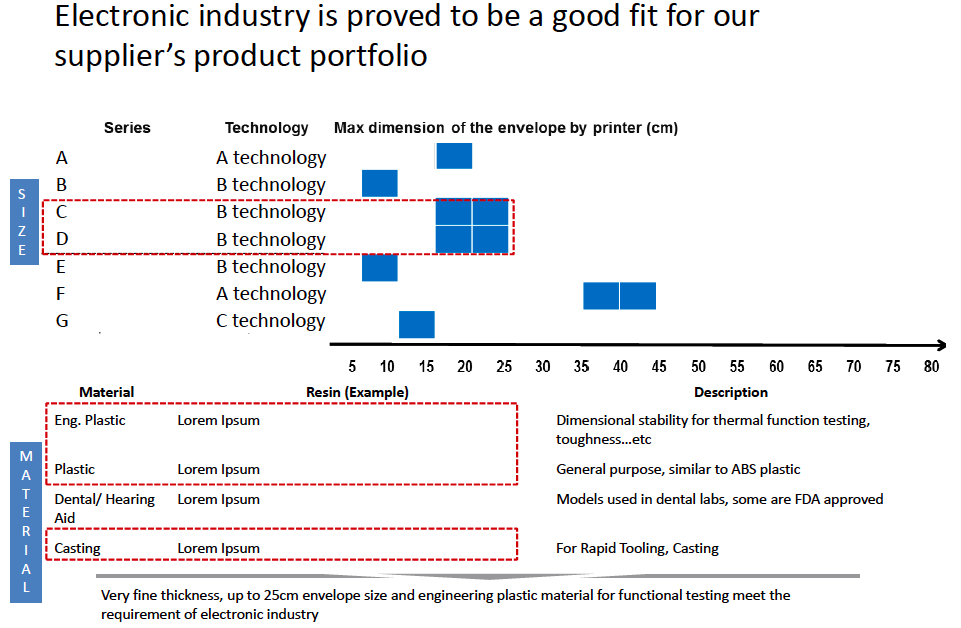 Electronic industry is proved to be a good fit for our
supplier’s product portfolio
Series Technology Max dimension of the envelope by printer (cm)
SIZE
A A technology
B B technology
C B technology
D B technology
E B technology
F A technology
G C technology
5 10 15 20 25 30 35 40 45 50 55 60 65 70 75 80
Material Resin (Example) Description
MATERIAL
Eng. Plastic Lorem Ipsum Dimensional stability for thermal function testing,
toughness…etc
Plastic Lorem Ipsum General purpose, similar to ABS plastic
Dental/ Hearing Lorem Ipsum Models used in dental labs, some are FDA approved
Aid
Casting Lorem Ipsum For Rapid Tooling, Casting
Very fine thickness, up to 25cm envelope size and engineering plastic material for functional testing meet the
requirement of electronic industry